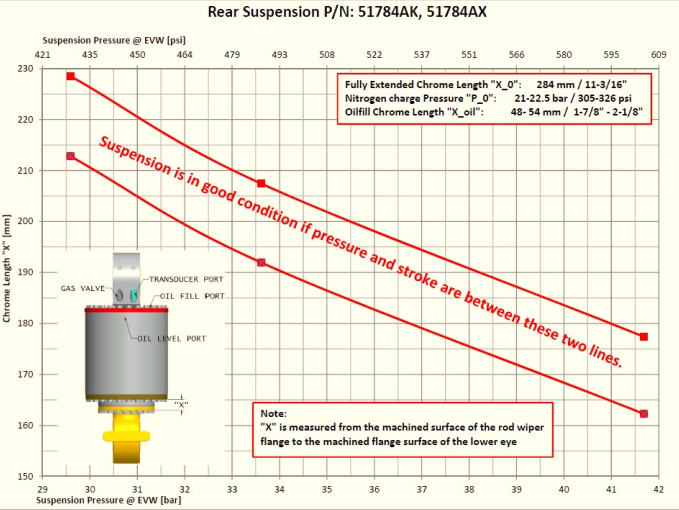 Rear Suspension P/N: 51784AK, 51784AX
Suspension Pressure @ EVW [psi]
421 435 450 464 479 493 508 522 537 551 566 580 595 609
230
220
210
200
190
180
170
160
150
Chrome Length "X" [mm]
Fully Extended Chrome Length "X_0": 284 mm / 11-3/16"
Nitrogen charge Pressure "P_0": 21-22.5 bar / 305-326 psi
Oilfill Chrome Length "X_oil": 48- 54 mm / 1-7/8" - 2-1/8"
Suspension is in good condition if pressure and stroke are between these two lines.
GAS VALVE
TRANSDUCER PORT
OIL FILL PORT
OIL LEVEL PORT
"X"
Note:
"X" is measured from the machined surface of the rod wiper
flange to the machined flange surface of the lower eye
29 30 31 32 33 34 35 36 37 38 39 40 41 42
Suspension Pressure @ EVW [bar]